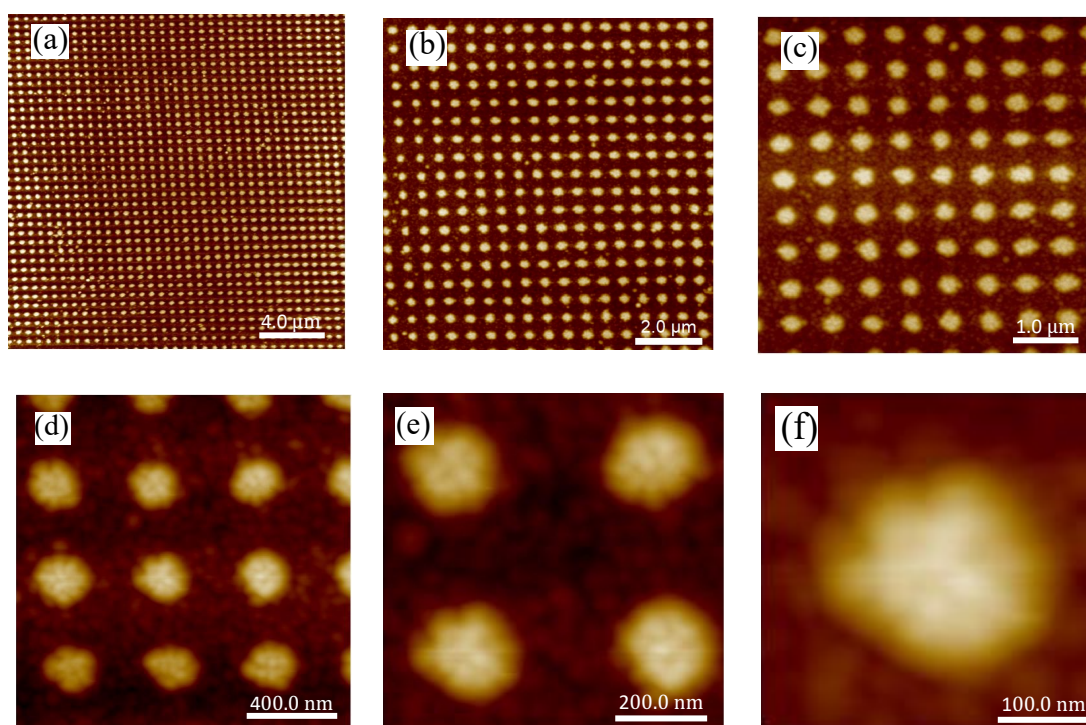 (a)
4.0 μm
(b)
2.0 μm
(c)
1.0 μm
(d)
400.0 nm
(e)
200.0 nm
(f)
100.0 nm